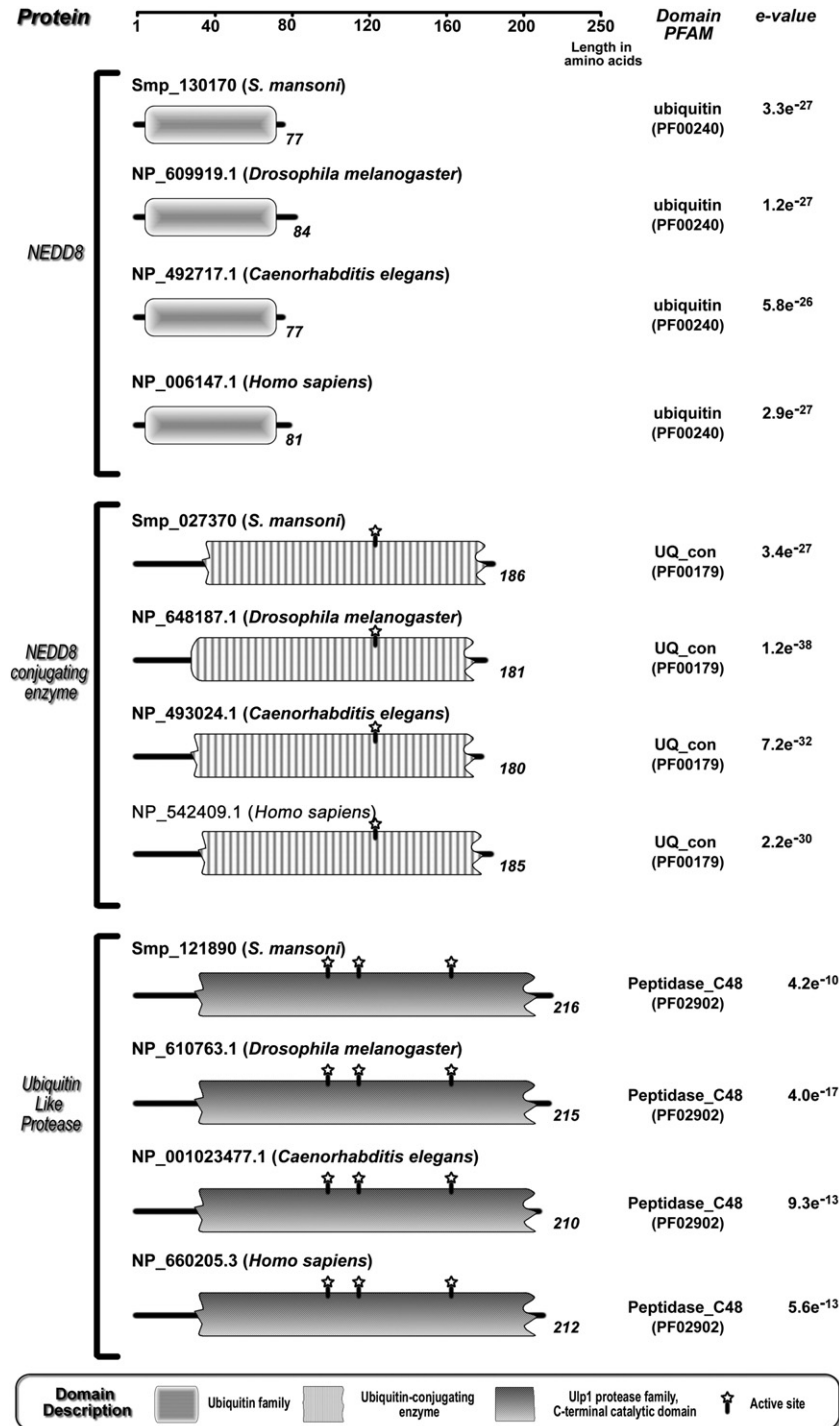 Protein 1 40 80 120 160 200 250 Domain e-value
Length in PFAM
amino acids
NEDD8
Smp_130170 (S. mansoni)
77
ubiquitin 3.3e-27
(PF00240)
NP_609919.1 (Drosophila melanogaster)
84
ubiquitin 1.2e-27
(PF00240)
NP_492717.1 (Caenorhabditis elegans)
77
ubiquitin 5.8e-26
(PF00240)
NP_006147.1 (Homo sapiens)
81
ubiquitin 2.9e-27
(PF00240)
NEDD8
conjugating
enzyme
Smp_027370 (S. mansoni)
186
UQ_con 3.4e-27
(PF00179)
NP_648187.1 (Drosophila melanogaster)
181
UQ_con 1.2e-38
(PF00179)
NP_493024.1 (Caenorhabditis elegans)
180
UQ_con 7.2e-32
(PF00179)
NP_542409.1 (Homo sapiens)
185
UQ_con 2.2e-30
(PF00179)
Ubiquitin
Like
Protease
Smp_121890 (S. mansoni)
216
Peptidase_C48 4.2e-10
(PF02902)
NP_610763.1 (Drosophila melanogaster)
215
Peptidase_C48 4.0e-17
(PF02902)
NP_001023477.1 (Caenorhabditis elegans)
210
Peptidase_C48 9.3e-13
(PF02902)
NP_660205.3 (Homo sapiens)
212
Peptidase_C48 5.6e-13
(PF02902)
Domain
Description
Ubiquitin family
Ubiquitin-conjugating
enzyme
Ulp1 protease family,
C-terminal catalytic domain
Active site